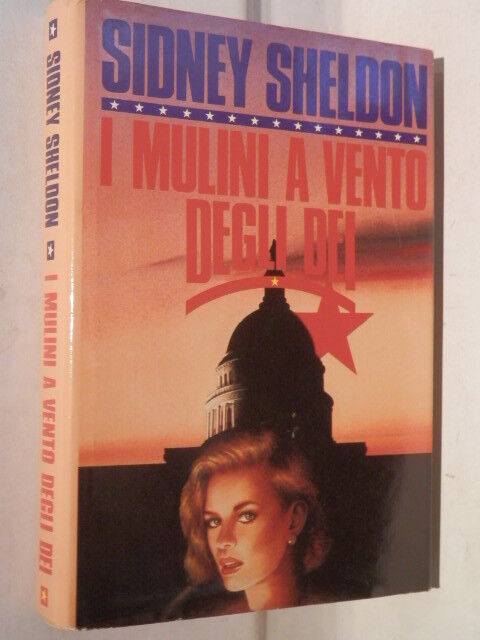 SIDNEY SHELDON
I MULINI A VENTO
DEGLI DEI
SIDNEY SHELDON ★ I MULINI A VENTO DEGLI DEI